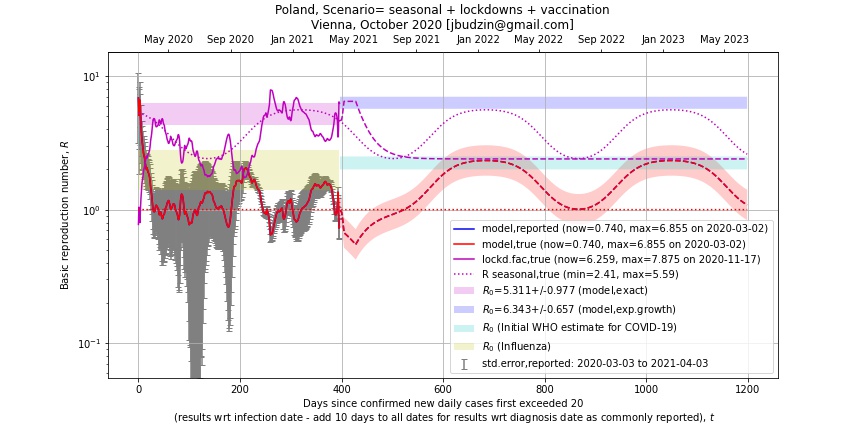 Poland, Scenario= seasonal + lockdowns + vaccination
Vienna, October 2020 [jbudzin@gmail.com]
May 2020 Sep 2020 Jan 2021 May 2021 Sep 2021 Jan 2022 May 2022 Sep 2022 Jan 2023 May 2023
10¹
10⁰
10⁻¹
Basic reproduction number, R
model,reported (now=0.740, max=6.855 on 2020-03-02)
model,true (now=0.740, max=6.855 on 2020-03-02)
lockd.fac,true (now=6.259, max=7.875 on 2020-11-17)
R seasonal,true (min=2.41, max=5.59)
R₀=5.311+/-0.977 (model,exact)
R₀=6.343+/-0.657 (model,exp.growth)
R₀ (Initial WHO estimate for COVID-19)
R₀ (Influenza)
std.error,reported: 2020-03-03 to 2021-04-03
0 200 400 600 800 1000 1200
Days since confirmed new daily cases first exceeded 20
(results wrt infection date - add 10 days to all dates for results wrt diagnosis date as commonly reported), t